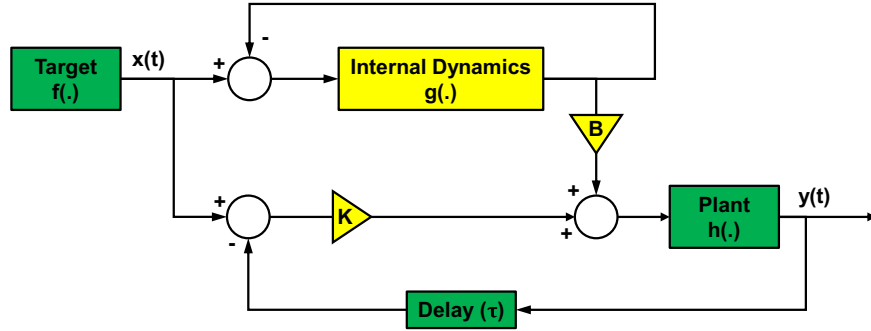 -
Target
f(.)
x(t)
+
Internal Dynamics
g(.)
B
+
-
K
+
+
Plant
h(.)
y(t)
Delay (τ)